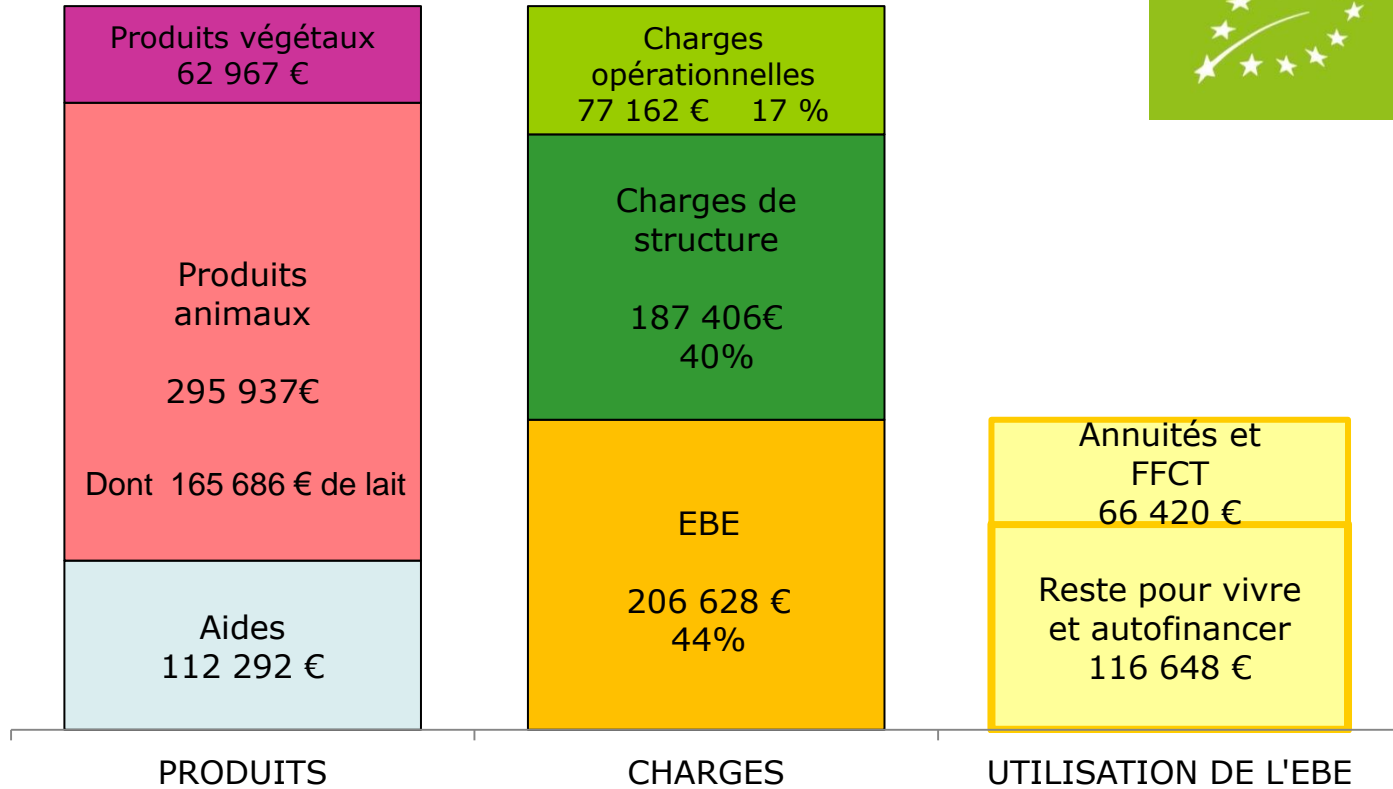 Produits végétaux
62 967 €
Produits
animaux
295 937€
Dont 165 686 € de lait
Aides
112 292 €
Charges
opérationnelles
77 162 € 17 %
Charges de
structure
187 406€
40%
EBE
206 628 €
44%
Annuités et
FFCT
66 420 €
Reste pour vivre
et autofinancer
116 648 €
PRODUITS
CHARGES
UTILISATION DE L'EBE